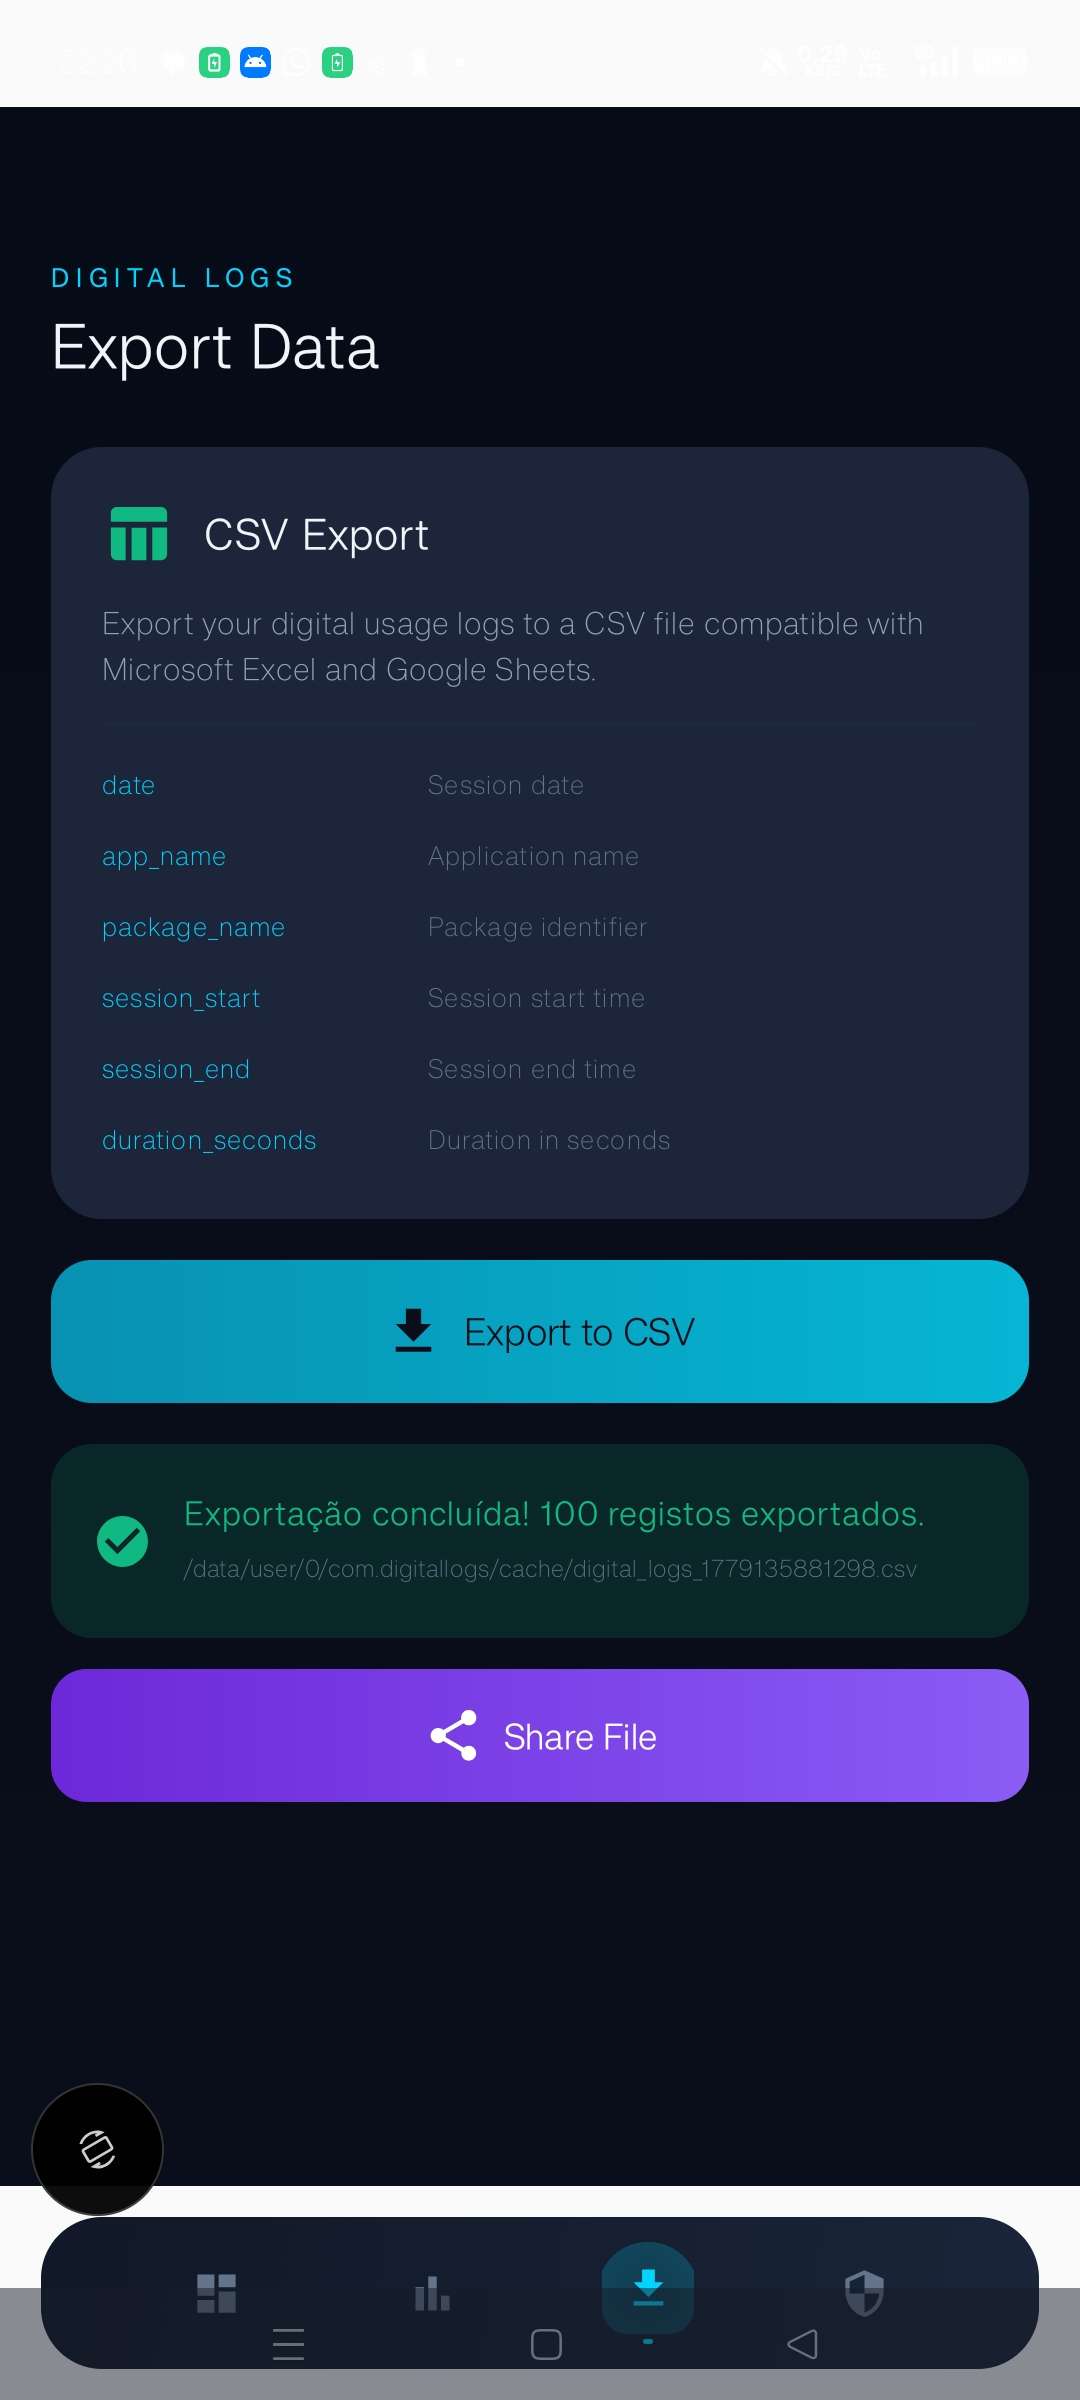 DIGITAL LOGS
Export Data
CSV Export
Export your digital usage logs to a CSV file compatible with
Microsoft Excel and Google Sheets.
date Session date
app_name Application name
package_name Package identifier
session_start Session start time
session_end Session end time
duration_seconds Duration in seconds
Export to CSV
Exportação concluída! 100 registos exportados.
/data/user/0/com.digitallogs/cache/digital_logs_1779135881298.csv
Share File